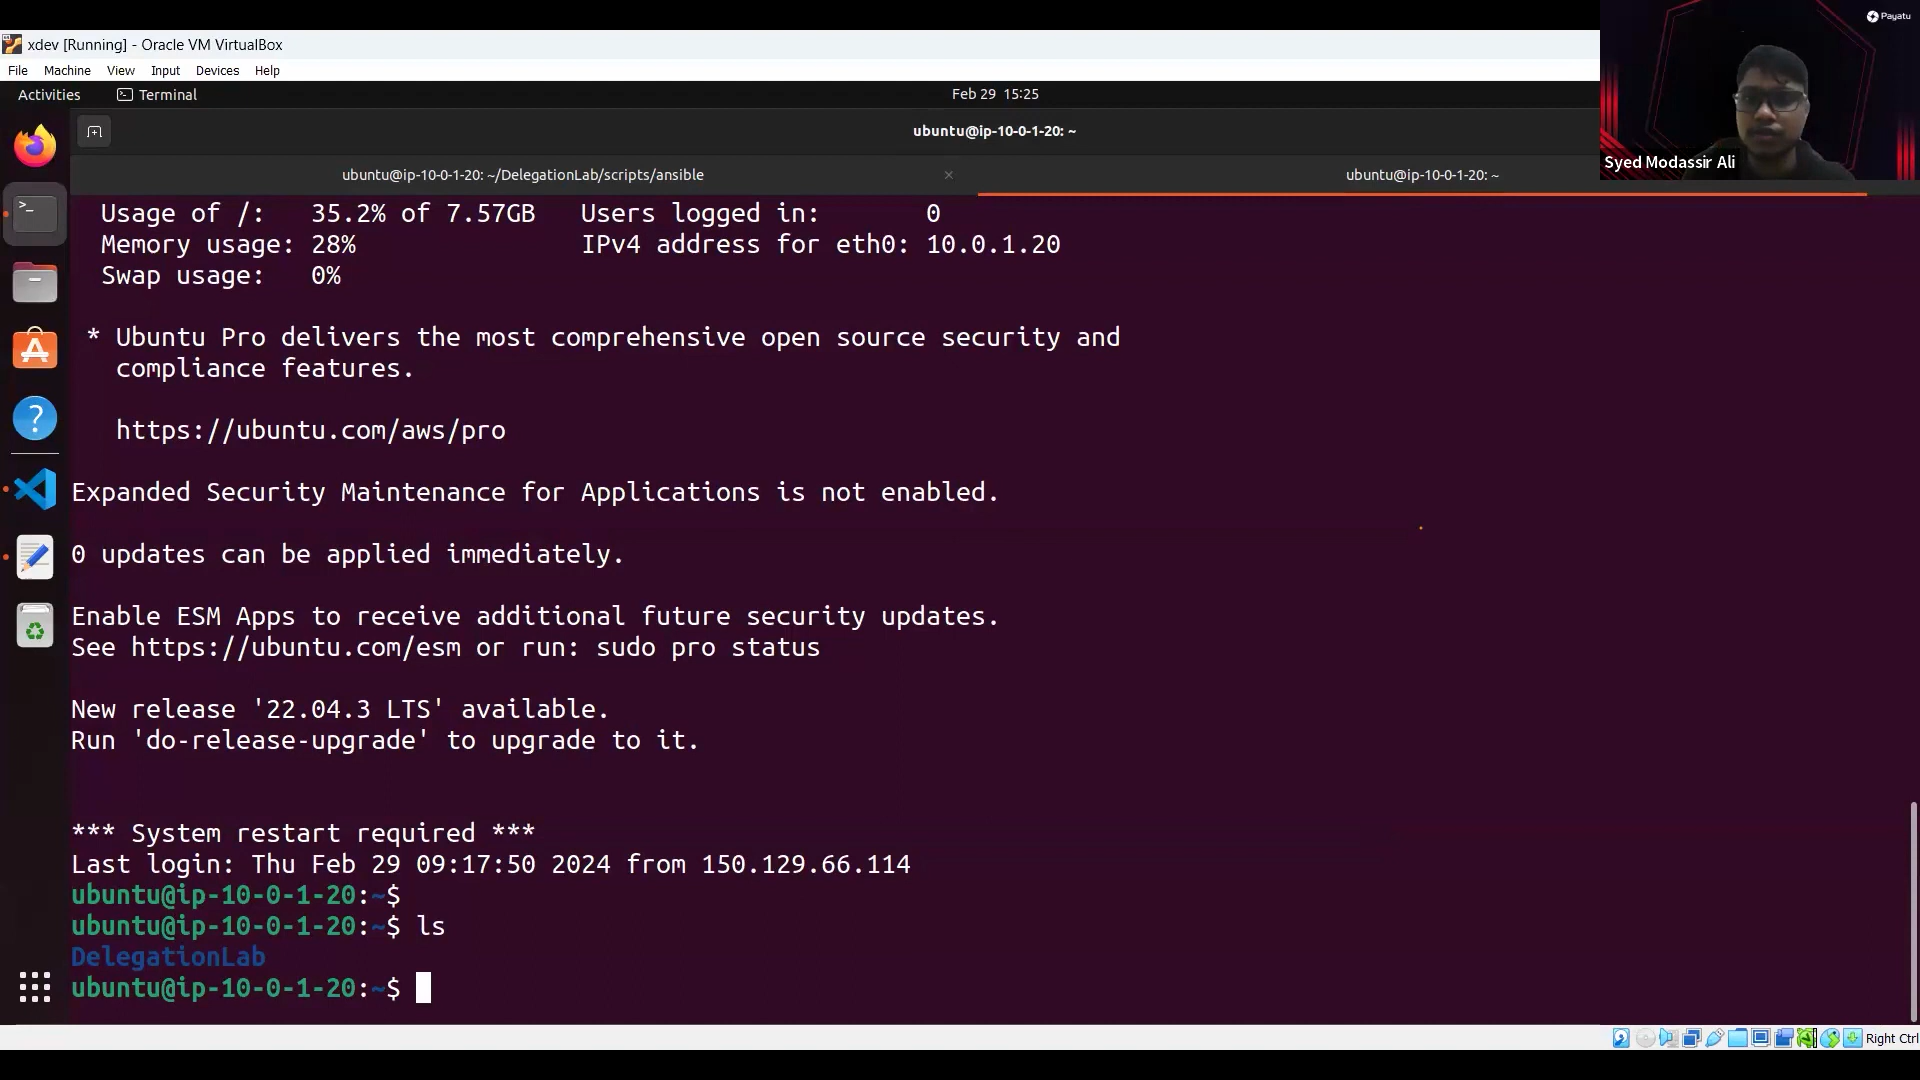 Payatu
xdev [Running] - Oracle VM VirtualBox
File Machine View Input Devices Help
Activities Terminal Feb 29 15:25
ubuntu@ip-10-0-1-20: ~
Syed Modassir Ali
ubuntu@ip-10-0-1-20: ~/DelegationLab/scripts/ansible × ubuntu@ip-10-0-1-20: ~
Usage of /: 35.2% of 7.57GB Users logged in: 0
Memory usage: 28% IPv4 address for eth0: 10.0.1.20
Swap usage: 0%
* Ubuntu Pro delivers the most comprehensive open source security and
compliance features.
https://ubuntu.com/aws/pro
Expanded Security Maintenance for Applications is not enabled.
0 updates can be applied immediately.
Enable ESM Apps to receive additional future security updates.
See https://ubuntu.com/esm or run: sudo pro status
New release '22.04.3 LTS' available.
Run 'do-release-upgrade' to upgrade to it.
*** System restart required ***
Last login: Thu Feb 29 09:17:50 2024 from 150.129.66.114
ubuntu@ip-10-0-1-20:~$
ubuntu@ip-10-0-1-20:~$ ls
DelegationLab
ubuntu@ip-10-0-1-20:~$
Right Ctrl